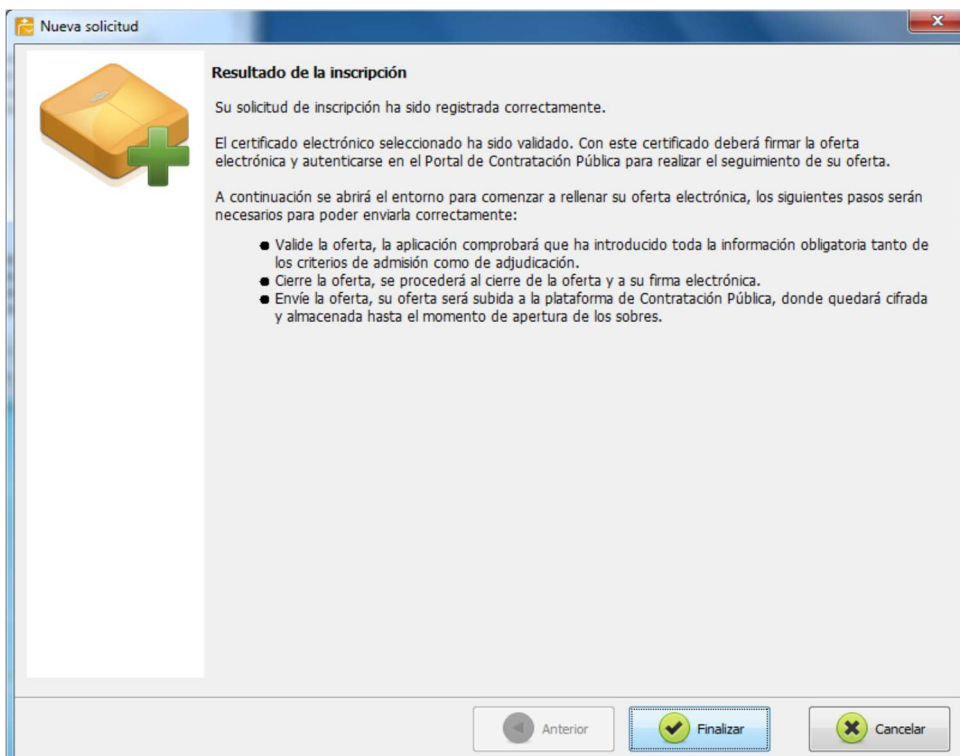 Nueva solicitud
Resultado de la inscripción
Su solicitud de inscripción ha sido registrada correctamente.
El certificado electrónico seleccionado ha sido validado. Con este certificado deberá firmar la oferta
electrónica y autenticarse en el Portal de Contratación Pública para realizar el seguimiento de su oferta.
A continuación se abrirá el entorno para comenzar a rellenar su oferta electrónica, los siguientes pasos serán
necesarios para poder enviarla correctamente:
● Valide la oferta, la aplicación comprobará que ha introducido toda la información obligatoria tanto de
los criterios de admisión como de adjudicación.
● Cierre la oferta, se procederá al cierre de la oferta y a su firma electrónica.
● Envíe la oferta, su oferta será subida a la plataforma de Contratación Pública, donde quedará cifrada
y almacenada hasta el momento de apertura de los sobres.
Anterior Finalizar Cancelar